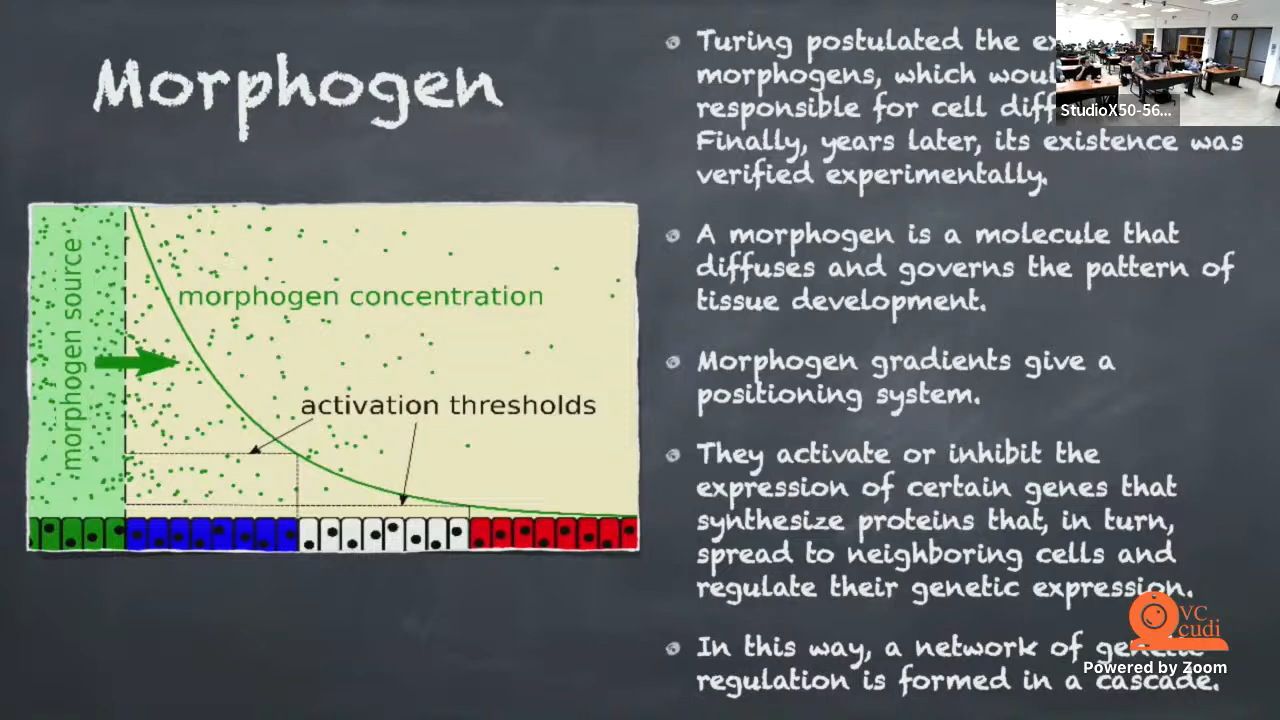 Morphogen
morphogen source
morphogen concentration
activation thresholds
Turing postulated the
morphogens, which
responsible for cell
Finally, years later, its existence was
verified experimentally.
A morphogen is a molecule that
diffuses and governs the pattern of
tissue development.
Morphogen gradients give a
positioning system.
They activate or inhibit the
expression of certain genes that
synthesize proteins that, in turn,
spread to neighboring cells and
regulate their genetic expression.
In this way, a network of genetic
regulation is formed in a cascade.
StudioX50-56...
VC
cudi
Powered by Zoom